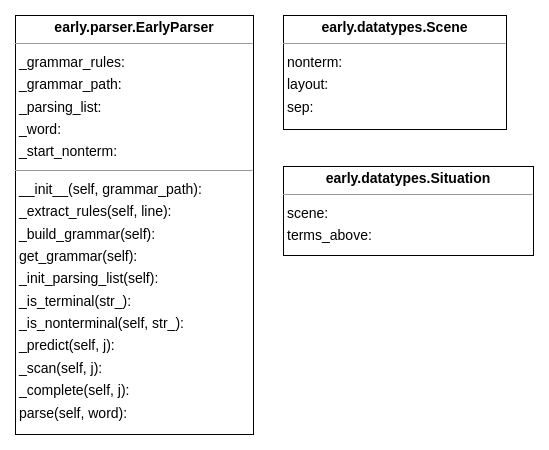 early.parser.EarlyParser
_grammar_rules:
_grammar_path:
_parsing_list:
_word:
_start_nonterm:
__init__(self, grammar_path):
_extract_rules(self, line):
_build_grammar(self):
get_grammar(self):
_init_parsing_list(self):
_is_terminal(str_):
_is_nonterminal(self, str_):
_predict(self, j):
_scan(self, j):
_complete(self, j):
parse(self, word):
early.datatypes.Scene
nonterm:
layout:
sep:
early.datatypes.Situation
scene:
terms_above: